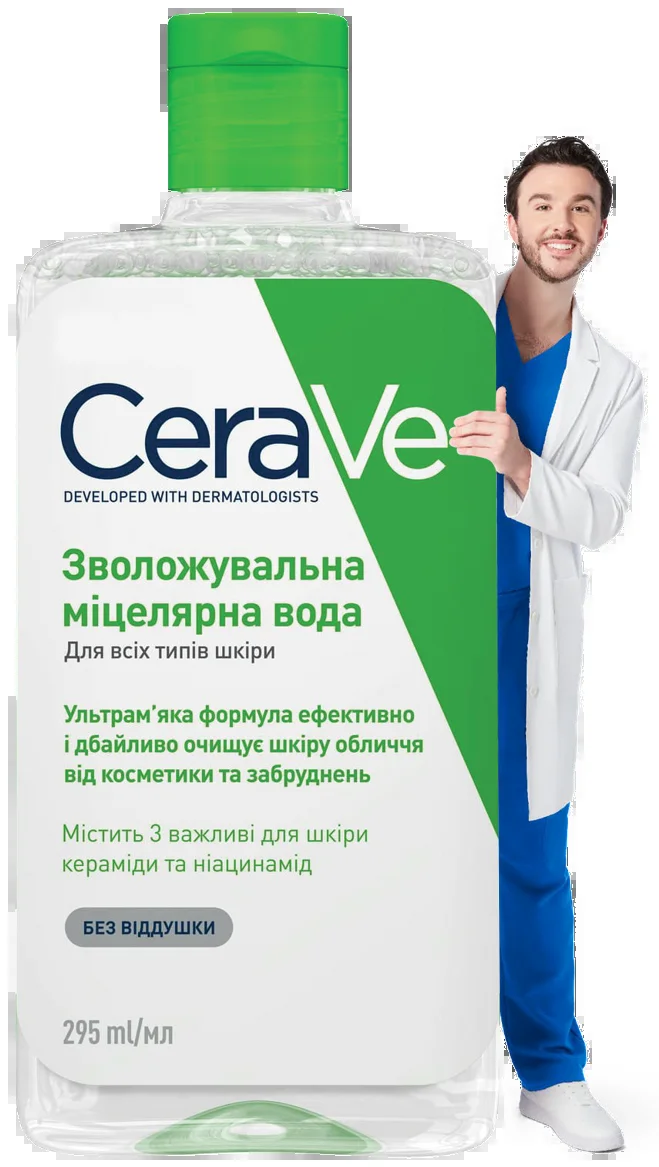 CeraVe
DEVELOPED WITH DERMATOLOGISTS
Зволожувальна
міцелярна вода
Для всіх типів шкіри
Ультрам'яка формула ефективно
і дбайливо очищує шкіру обличчя
від косметики та забруднень
Містить 3 важливі для шкіри
кераміди та ніацинамід
БЕЗ ВІДДУШКИ
295 ml/мл